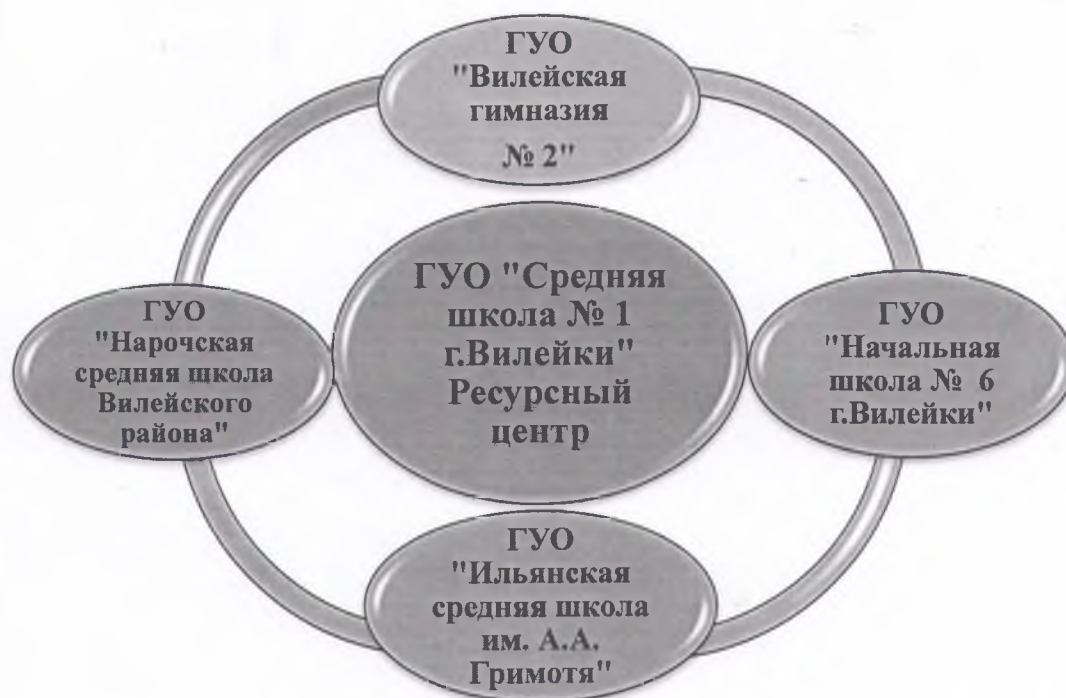 ГУО
"Вилейская
гимназия
№ 2"
ГУО "Средняя
школа № 1
г.Вилейки"
Ресурсный
центр
ГУО
"Нарочская
средняя школа
Вилейского
района"
ГУО
"Начальная
школа № 6
г.Вилейки"
ГУО
"Ильянская
средняя школа
им. А.А.
Гримотя"